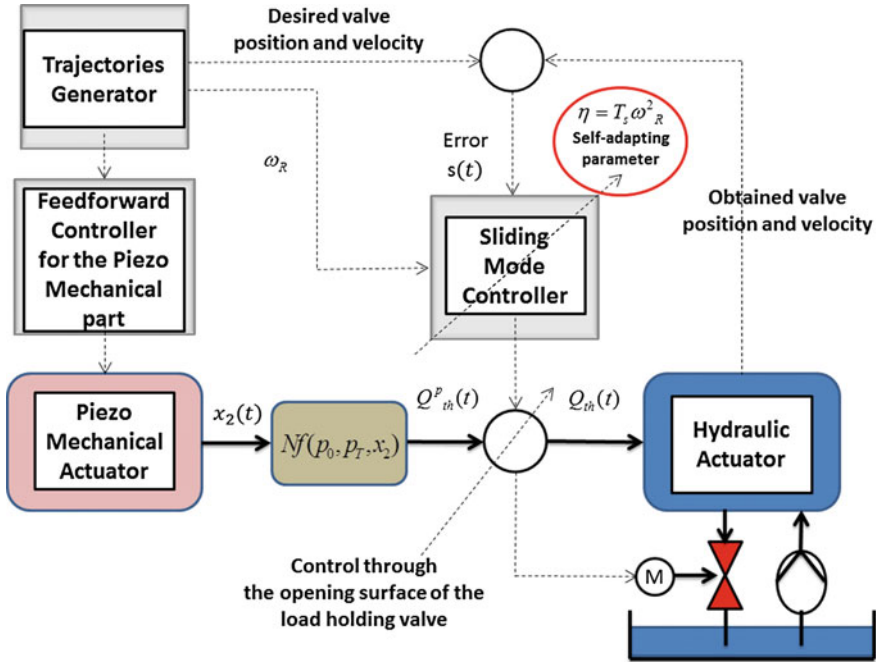 Desired valve
position and velocity
Trajectories
Generator
η = Tₛω²_R
Self-adapting
parameter
Error
s(t)
ω_R
Feedforward
Controller
for the Piezo
Mechanical
part
Obtained valve
position and velocity
Sliding
Mode
Controller
Piezo
Mechanical
Actuator
x₂(t)
Nf(p₀, p_T, x₂)
Q^p_th(t)
Q_th(t)
Hydraulic
Actuator
Control through
the opening surface of the
load holding valve
M